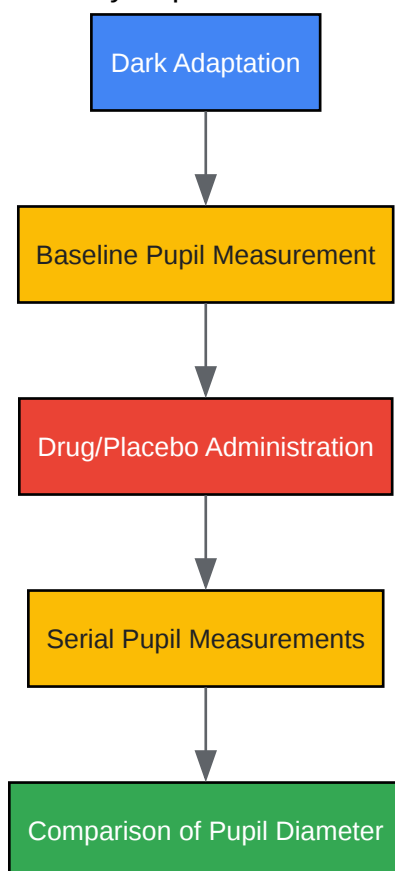 Dark Adaptation
Baseline Pupil Measurement
Drug/Placebo Administration
Serial Pupil Measurements
Comparison of Pupil Diameter